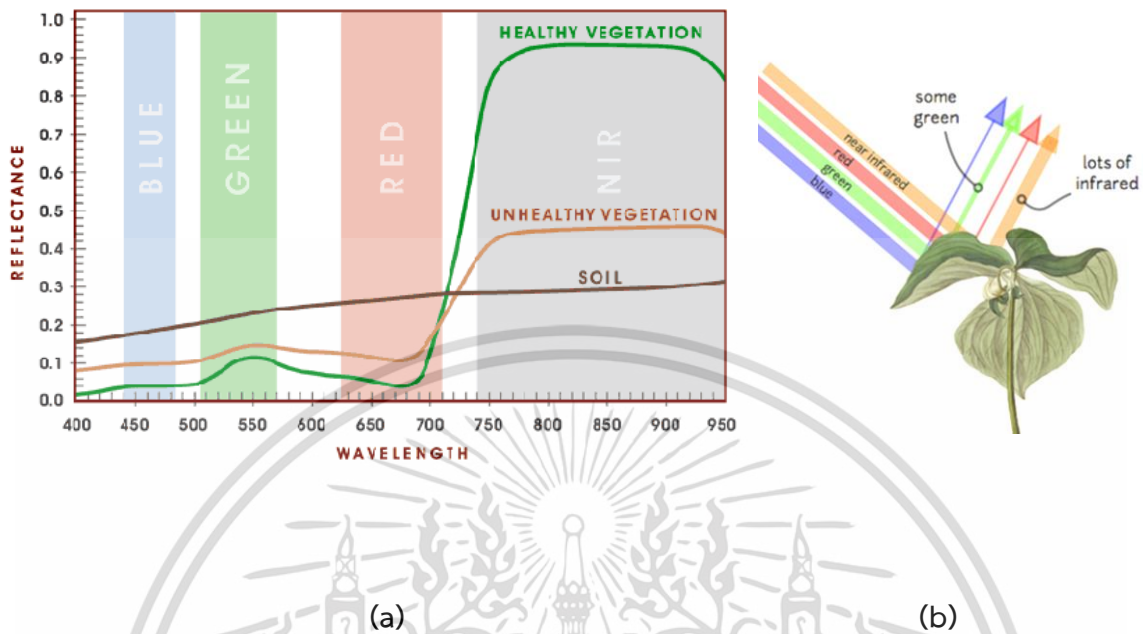 1.0
0.9
0.8
0.7
0.6
0.5
0.4
0.3
0.2
0.1
0.0
REFLECTANCE
BLUE
GREEN
RED
NIR
HEALTHY VEGETATION
UNHEALTHY VEGETATION
SOIL
400 450 500 550 600 650 700 750 800 850 900 950
WAVELENGTH
(a)
some
green
near infrared
red
green
blue
lots of
infrared
(b)